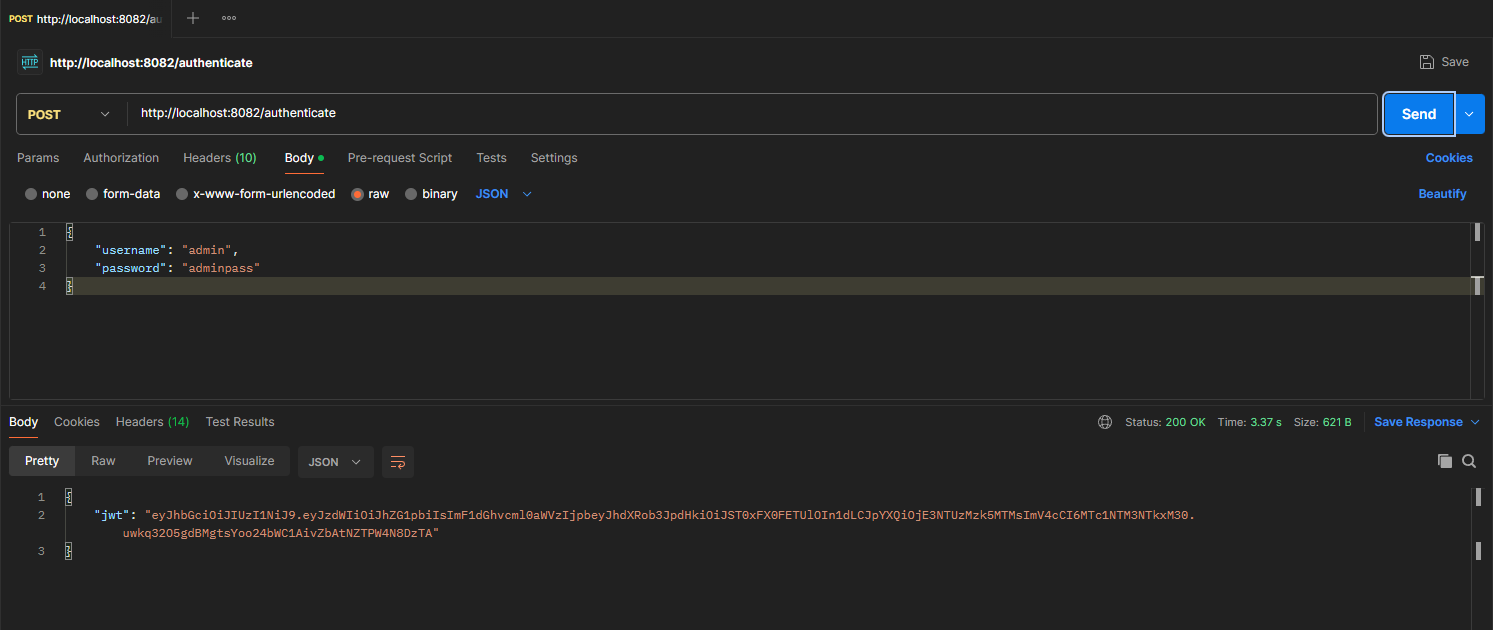 POST http://localhost:8082/au
http://localhost:8082/authenticate
Save
POST
http://localhost:8082/authenticate
Send
Params Authorization Headers (10) Body Pre-request Script Tests Settings Cookies
none form-data x-www-form-urlencoded raw binary JSON Beautify
1 {
2 "username": "admin",
3 "password": "adminpass"
4 }
Body Cookies Headers (14) Test Results Status: 200 OK Time: 3.37 s Size: 621 B Save Response
Pretty Raw Preview Visualize JSON
1 {
2 "jwt": "eyJhbGciOiJIUzI1NiJ9.eyJzdWIiOiJhZG1pbiIsImF1dGhvcml0aWVzIjpbeyJhdXRob3JpdHkiOiJST0xFX0FETUlOIn1dLCJpYXQiOjE3NTUzMzk5MTMsImV4cCI6MTc1NTM3NTkxM30.
uwkq32O5gdBMgtsYoo24bWC1AivZbAtNZTPW4N8DzTA"
3 }